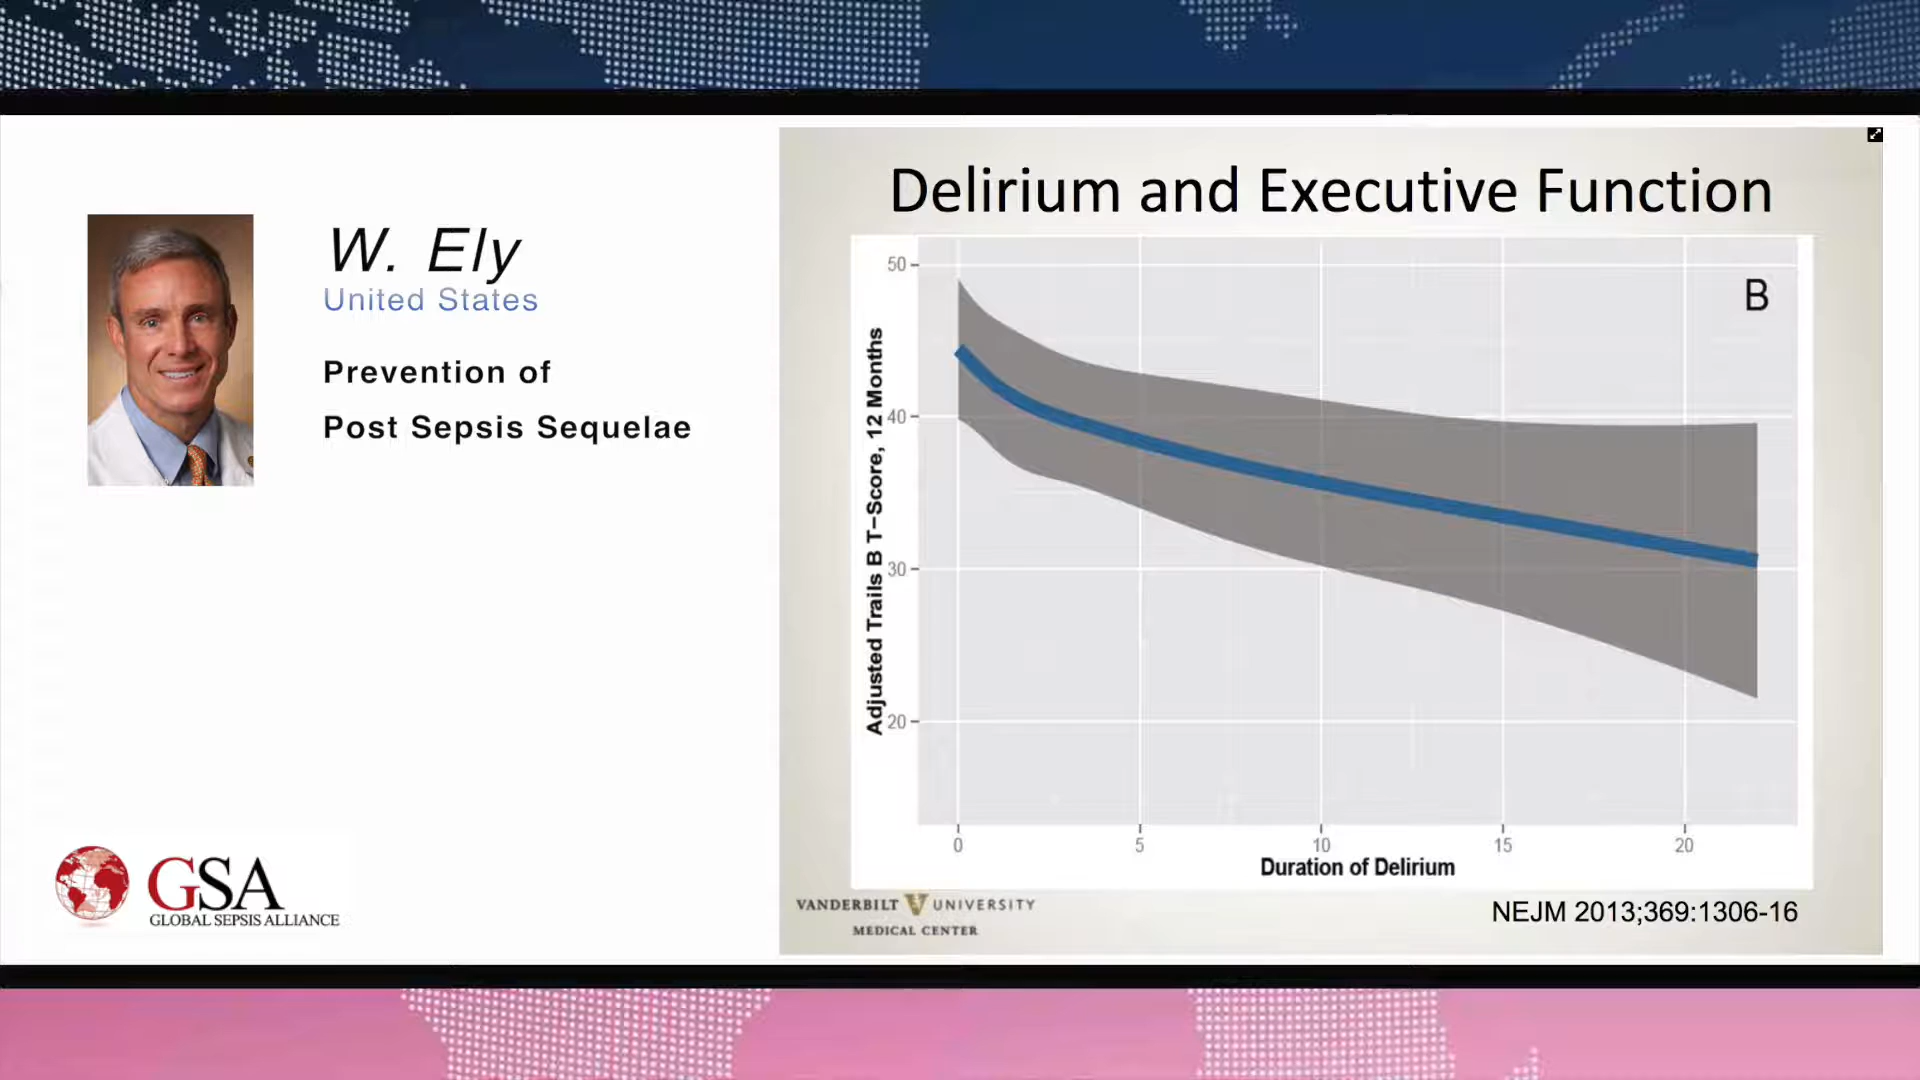 W. Ely
United States
Prevention of
Post Sepsis Sequelae
GSA
GLOBAL SEPSIS ALLIANCE
Delirium and Executive Function
B
Adjusted Trails B T-Score, 12 Months
50
40
30
20
0 5 10 15 20
Duration of Delirium
VANDERBILT V UNIVERSITY
MEDICAL CENTER
NEJM 2013;369:1306-16